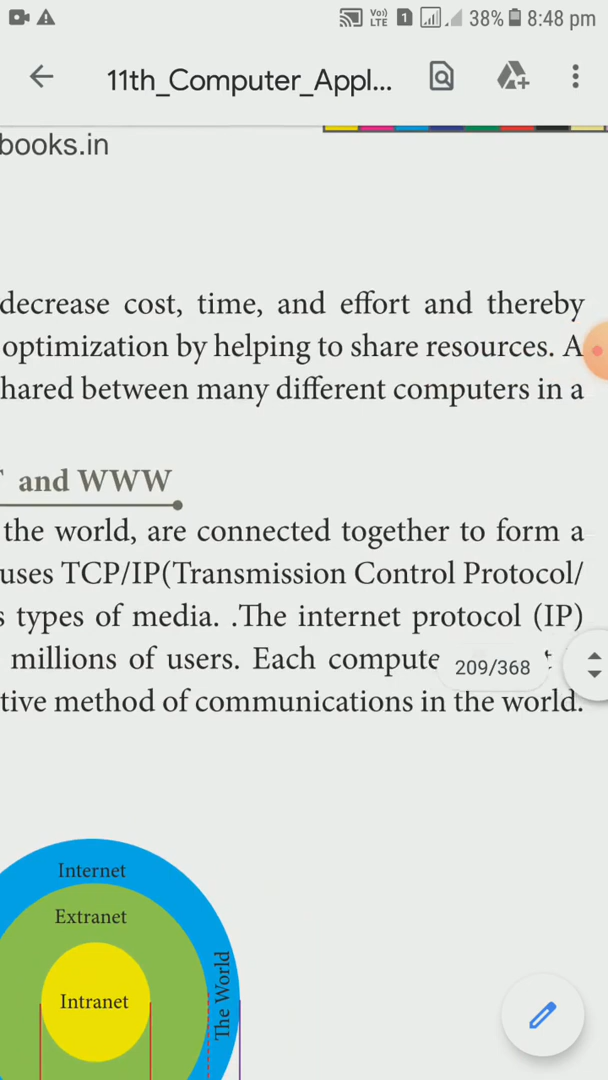 Vo))
LTE 1 38% 8:48 pm
11th_Computer_Appl...
books.in
decrease cost, time, and effort and thereby
optimization by helping to share resources. A
hared between many different computers in a
and WWW
the world, are connected together to form a
uses TCP/IP(Transmission Control Protocol/
s types of media. .The internet protocol (IP)
millions of users. Each compute
209/368
tive method of communications in the world.
Internet
Extranet
Intranet
The World